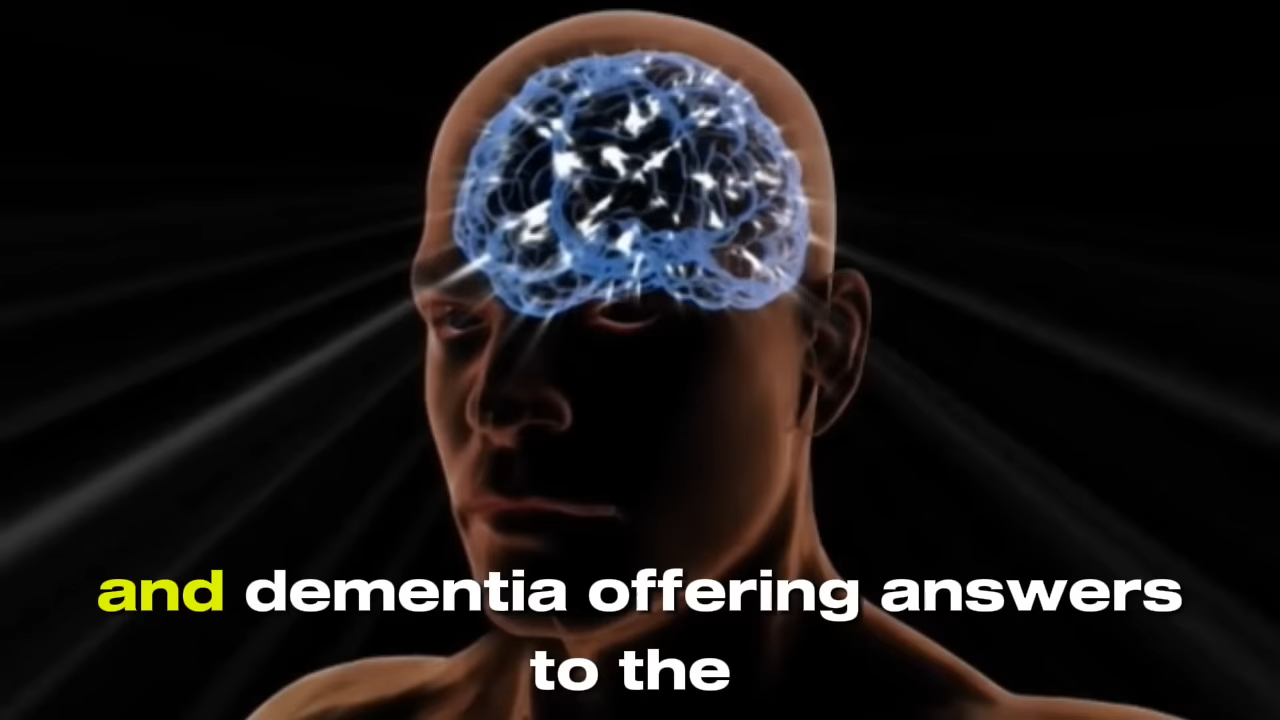 and dementia offering answers
to the